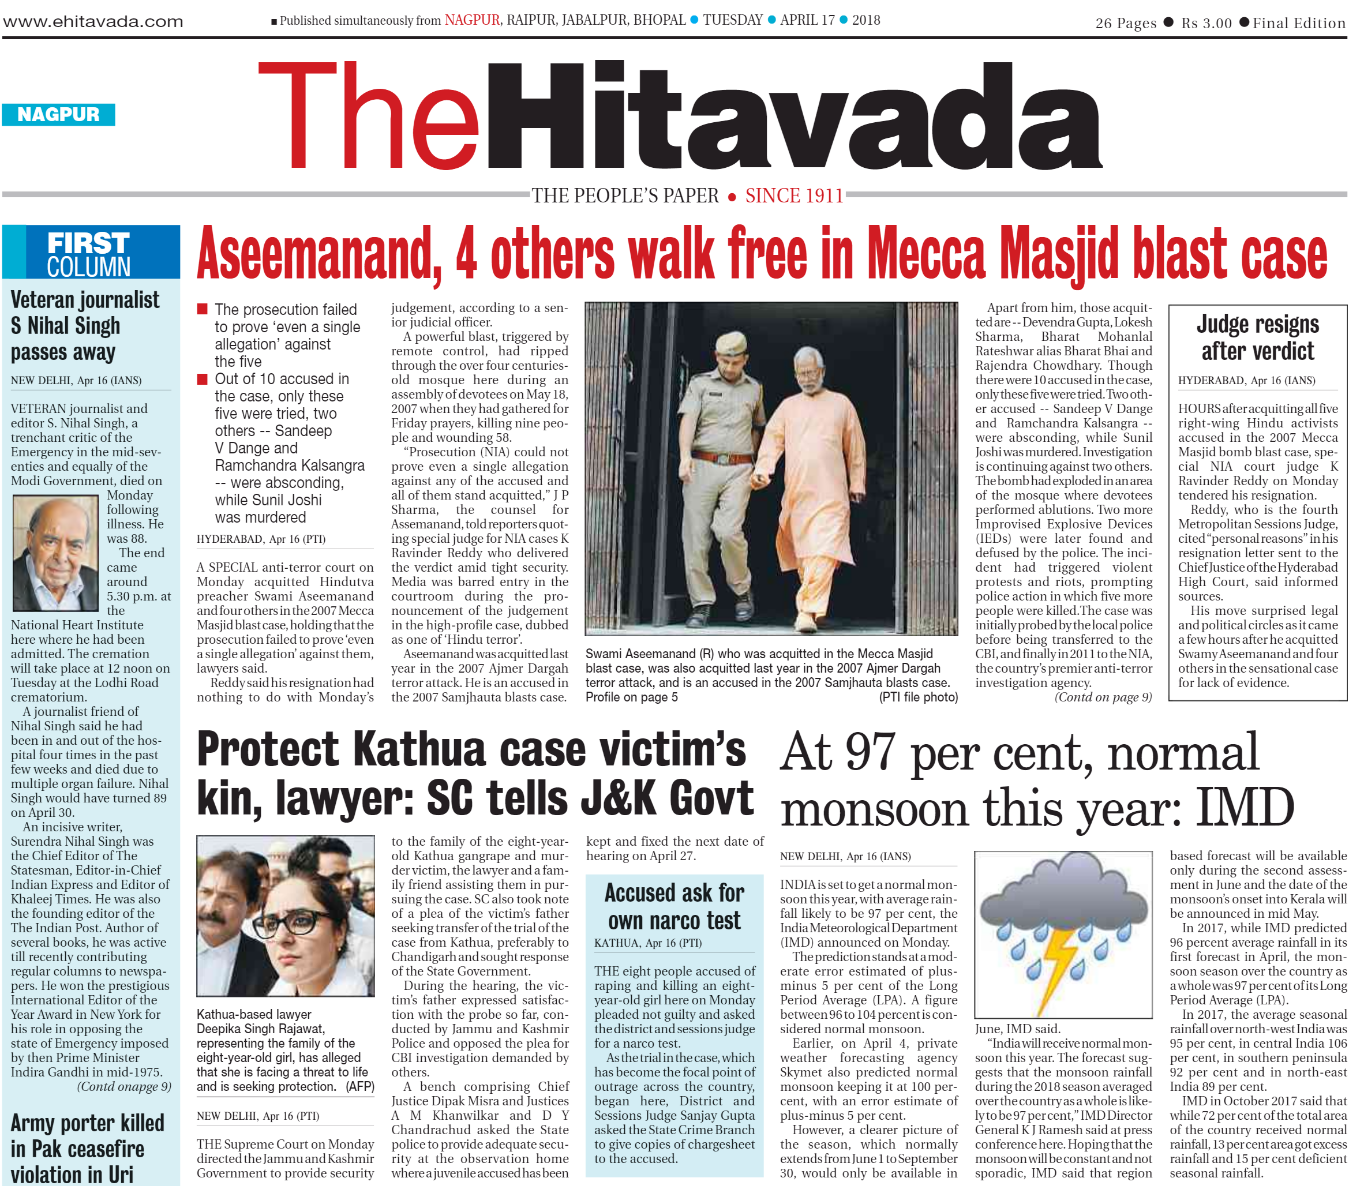 www.ehitavada.com
■ Published simultaneously from NAGPUR, RAIPUR, JABALPUR, BHOPAL ● TUESDAY ● APRIL 17 ● 2018
26 Pages ● Rs 3.00 ● Final Edition
NAGPUR
TheHitavada
THE PEOPLE'S PAPER ● SINCE 1911
FIRST
COLUMN
Veteran journalist
S Nihal Singh
passes away
NEW DELHI, Apr 16 (IANS)
VETERAN journalist and
editor S. Nihal Singh, a
trenchant critic of the
Emergency in the mid-sev-
enties and equally of the
Modi Government, died on
Monday
following
illness. He
was 88.
The end
came
around
5.30 p.m. at
the
National Heart Institute
here where he had been
admitted. The cremation
will take place at 12 noon on
Tuesday at the Lodhi Road
crematorium.
A journalist friend of
Nihal Singh said he had
been in and out of the hos-
pital four times in the past
few weeks and died due to
multiple organ failure. Nihal
Singh would have turned 89
on April 30.
An incisive writer,
Surendra Nihal Singh was
the Chief Editor of The
Statesman, Editor-in-Chief
Indian Express and Editor of
Khaleej Times. He was also
the founding editor of the
The Indian Post. Author of
several books, he was active
till recently contributing
regular columns to newspa-
pers. He won the prestigious
International Editor of the
Year Award in New York for
his role in opposing the
state of Emergency imposed
by then Prime Minister
Indira Gandhi in mid-1975.
(Contd onapge 9)
Army porter killed
in Pak ceasefire
violation in Uri
Aseemanand, 4 others walk free in Mecca Masjid blast case
■ The prosecution failed
to prove 'even a single
allegation' against
the five
■ Out of 10 accused in
the case, only these
five were tried, two
others -- Sandeep
V Dange and
Ramchandra Kalsangra
-- were absconding,
while Sunil Joshi
was murdered
HYDERABAD, Apr 16 (PTI)
A SPECIAL anti-terror court on
Monday acquitted Hindutva
preacher Swami Aseemanand
and four others in the 2007 Mecca
Masjid blast case, holding that the
prosecution failed to prove 'even
a single allegation' against them,
lawyers said.
Reddy said his resignation had
nothing to do with Monday's
judgement, according to a sen-
ior judicial officer.
A powerful blast, triggered by
remote control, had ripped
through the over four centuries-
old mosque here during an
assembly of devotees on May 18,
2007 when they had gathered for
Friday prayers, killing nine peo-
ple and wounding 58.
"Prosecution (NIA) could not
prove even a single allegation
against any of the accused and
all of them stand acquitted," J P
Sharma, the counsel for
Assemanand, told reporters quot-
ing special judge for NIA cases K
Ravinder Reddy who delivered
the verdict amid tight security.
Media was barred entry in the
courtroom during the pro-
nouncement of the judgement
in the high-profile case, dubbed
as one of 'Hindu terror'.
Aseemanand was acquitted last
year in the 2007 Ajmer Dargah
terror attack. He is an accused in
the 2007 Samjhauta blasts case.
Swami Aseemanand (R) who was acquitted in the Mecca Masjid
blast case, was also acquitted last year in the 2007 Ajmer Dargah
terror attack, and is an accused in the 2007 Samjhauta blasts case.
Profile on page 5 (PTI file photo)
Apart from him, those acquit-
ted are -- Devendra Gupta, Lokesh
Sharma, Bharat Mohanlal
Rateshwar alias Bharat Bhai and
Rajendra Chowdhary. Though
there were 10 accused in the case,
only these five were tried. Two oth-
er accused -- Sandeep V Dange
and Ramchandra Kalsangra --
were absconding, while Sunil
Joshi was murdered. Investigation
is continuing against two others.
The bomb had exploded in an area
of the mosque where devotees
performed ablutions. Two more
Improvised Explosive Devices
(IEDs) were later found and
defused by the police. The inci-
dent had triggered violent
protests and riots, prompting
police action in which five more
people were killed.The case was
initially probed by the local police
before being transferred to the
CBI, and finally in 2011 to the NIA,
the country's premier anti-terror
investigation agency.
(Contd on page 9)
Judge resigns
after verdict
HYDERABAD, Apr 16 (IANS)
HOURS after acquitting all five
right-wing Hindu activists
accused in the 2007 Mecca
Masjid bomb blast case, spe-
cial NIA court judge K
Ravinder Reddy on Monday
tendered his resignation.
Reddy, who is the fourth
Metropolitan Sessions Judge,
cited "personal reasons" in his
resignation letter sent to the
Chief Justice of the Hyderabad
High Court, said informed
sources.
His move surprised legal
and political circles as it came
a few hours after he acquitted
Swamy Aseemanand and four
others in the sensational case
for lack of evidence.
Protect Kathua case victim's
kin, lawyer: SC tells J&K Govt
Kathua-based lawyer
Deepika Singh Rajawat,
representing the family of the
eight-year-old girl, has alleged
that she is facing a threat to life
and is seeking protection. (AFP)
NEW DELHI, Apr 16 (PTI)
THE Supreme Court on Monday
directed the Jammu and Kashmir
Government to provide security
to the family of the eight-year-
old Kathua gangrape and mur-
der victim, the lawyer and a fam-
ily friend assisting them in pur-
suing the case. SC also took note
of a plea of the victim's father
seeking transfer of the trial of the
case from Kathua, preferably to
Chandigarh and sought response
of the State Government.
During the hearing, the vic-
tim's father expressed satisfac-
tion with the probe so far, con-
ducted by Jammu and Kashmir
Police and opposed the plea for
CBI investigation demanded by
others.
A bench comprising Chief
Justice Dipak Misra and Justices
A M Khanwilkar and D Y
Chandrachud asked the State
police to provide adequate secu-
rity at the observation home
where a juvenile accused has been
kept and fixed the next date of
hearing on April 27.
Accused ask for
own narco test
KATHUA, Apr 16 (PTI)
THE eight people accused of
raping and killing an eight-
year-old girl here on Monday
pleaded not guilty and asked
the district and sessions judge
for a narco test.
As the trial in the case, which
has become the focal point of
outrage across the country,
began here, District and
Sessions Judge Sanjay Gupta
asked the State Crime Branch
to give copies of chargesheet
to the accused.
At 97 per cent, normal
monsoon this year: IMD
NEW DELHI, Apr 16 (IANS)
INDIA is set to get a normal mon-
soon this year, with average rain-
fall likely to be 97 per cent, the
India Meteorological Department
(IMD) announced on Monday.
The prediction stands at a mod-
erate error estimated of plus-
minus 5 per cent of the Long
Period Average (LPA). A figure
between 96 to 104 percent is con-
sidered normal monsoon.
Earlier, on April 4, private
weather forecasting agency
Skymet also predicted normal
monsoon keeping it at 100 per-
cent, with an error estimate of
plus-minus 5 per cent.
However, a clearer picture of
the season, which normally
extends from June 1 to September
30, would only be available in
June, IMD said.
"India will receive normal mon-
soon this year. The forecast sug-
gests that the monsoon rainfall
during the 2018 season averaged
over the country as a whole is like-
ly to be 97 per cent," IMD Director
General K J Ramesh said at press
conference here. Hoping that the
monsoon will be constant and not
sporadic, IMD said that region
based forecast will be available
only during the second assess-
ment in June and the date of the
monsoon's onset into Kerala will
be announced in mid May.
In 2017, while IMD predicted
96 percent average rainfall in its
first forecast in April, the mon-
soon season over the country as
a whole was 97 per cent of its Long
Period Average (LPA).
In 2017, the average seasonal
rainfall over north-west India was
95 per cent, in central India 106
per cent, in southern peninsula
92 per cent and in north-east
India 89 per cent.
IMD in October 2017 said that
while 72 per cent of the total area
of the country received normal
rainfall, 13 per cent area got excess
rainfall and 15 per cent deficient
seasonal rainfall.